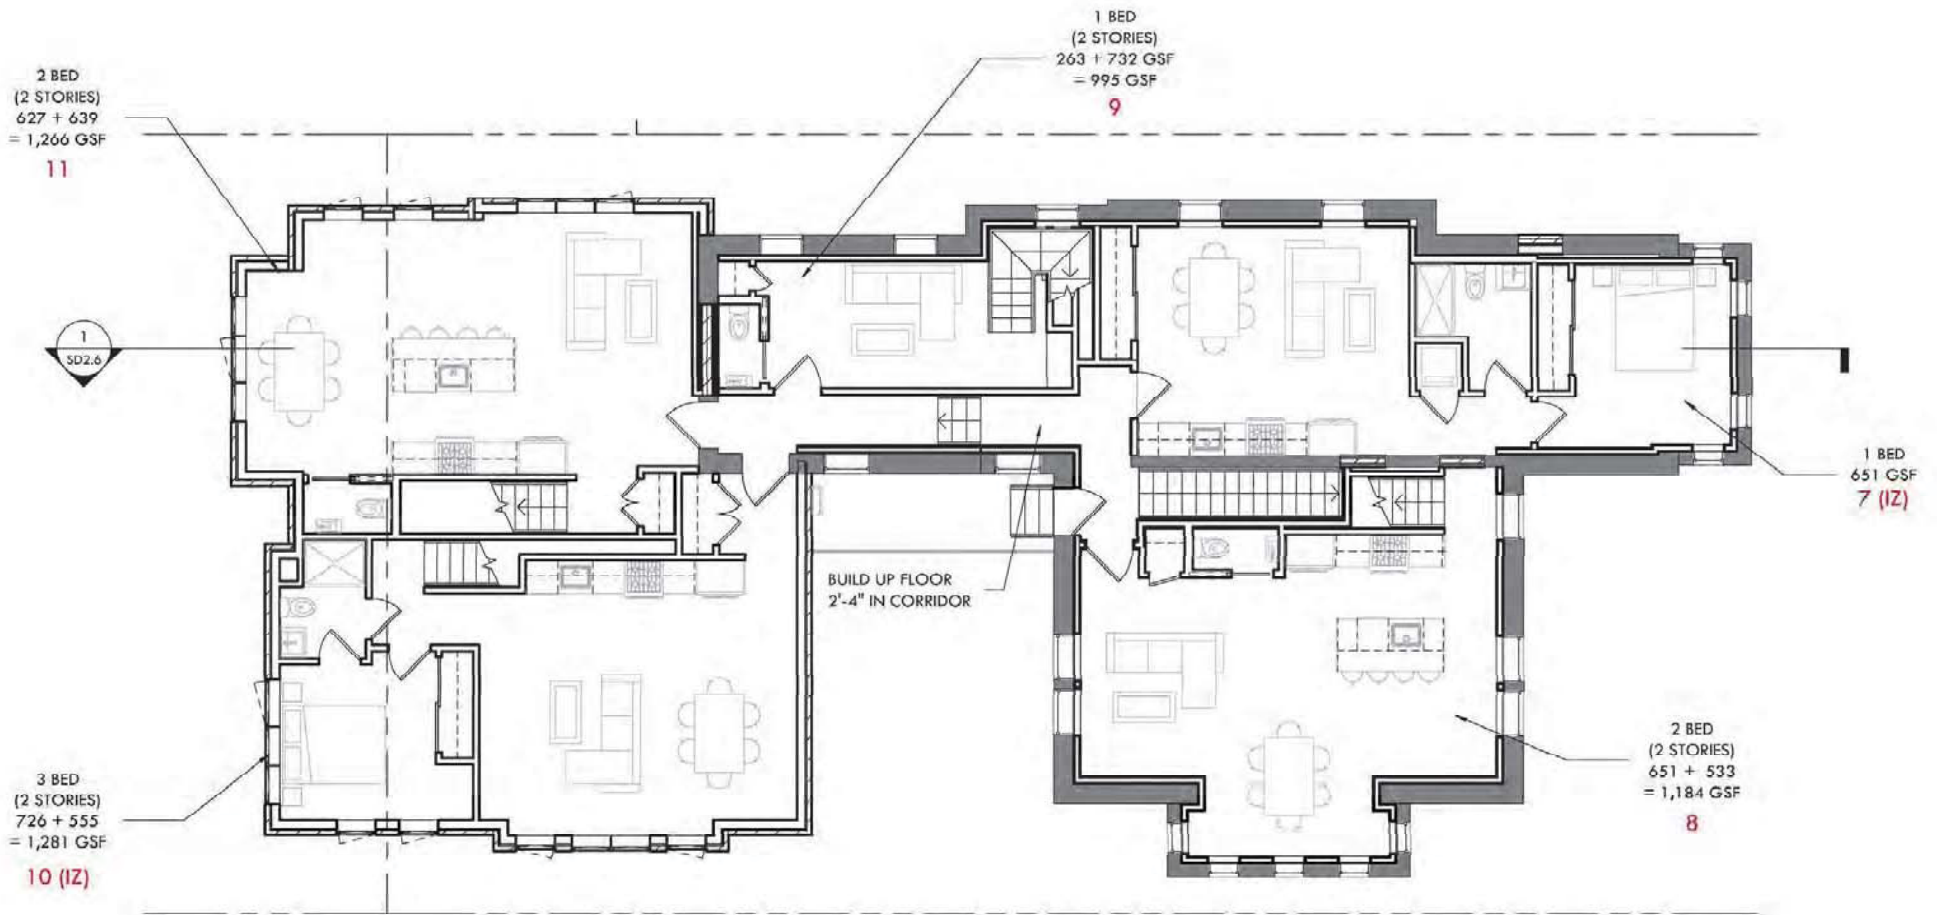 1 BED
(2 STORIES)
263 + 732 GSF
= 995 GSF
9
2 BED
(2 STORIES)
627 + 639
= 1,266 GSF
11
1
SD2.6
1 BED
651 GSF
7 (IZ)
BUILD UP FLOOR
2'-4" IN CORRIDOR
2 BED
(2 STORIES)
651 + 533
= 1,184 GSF
8
3 BED
(2 STORIES)
726 + 555
= 1,281 GSF
10 (IZ)